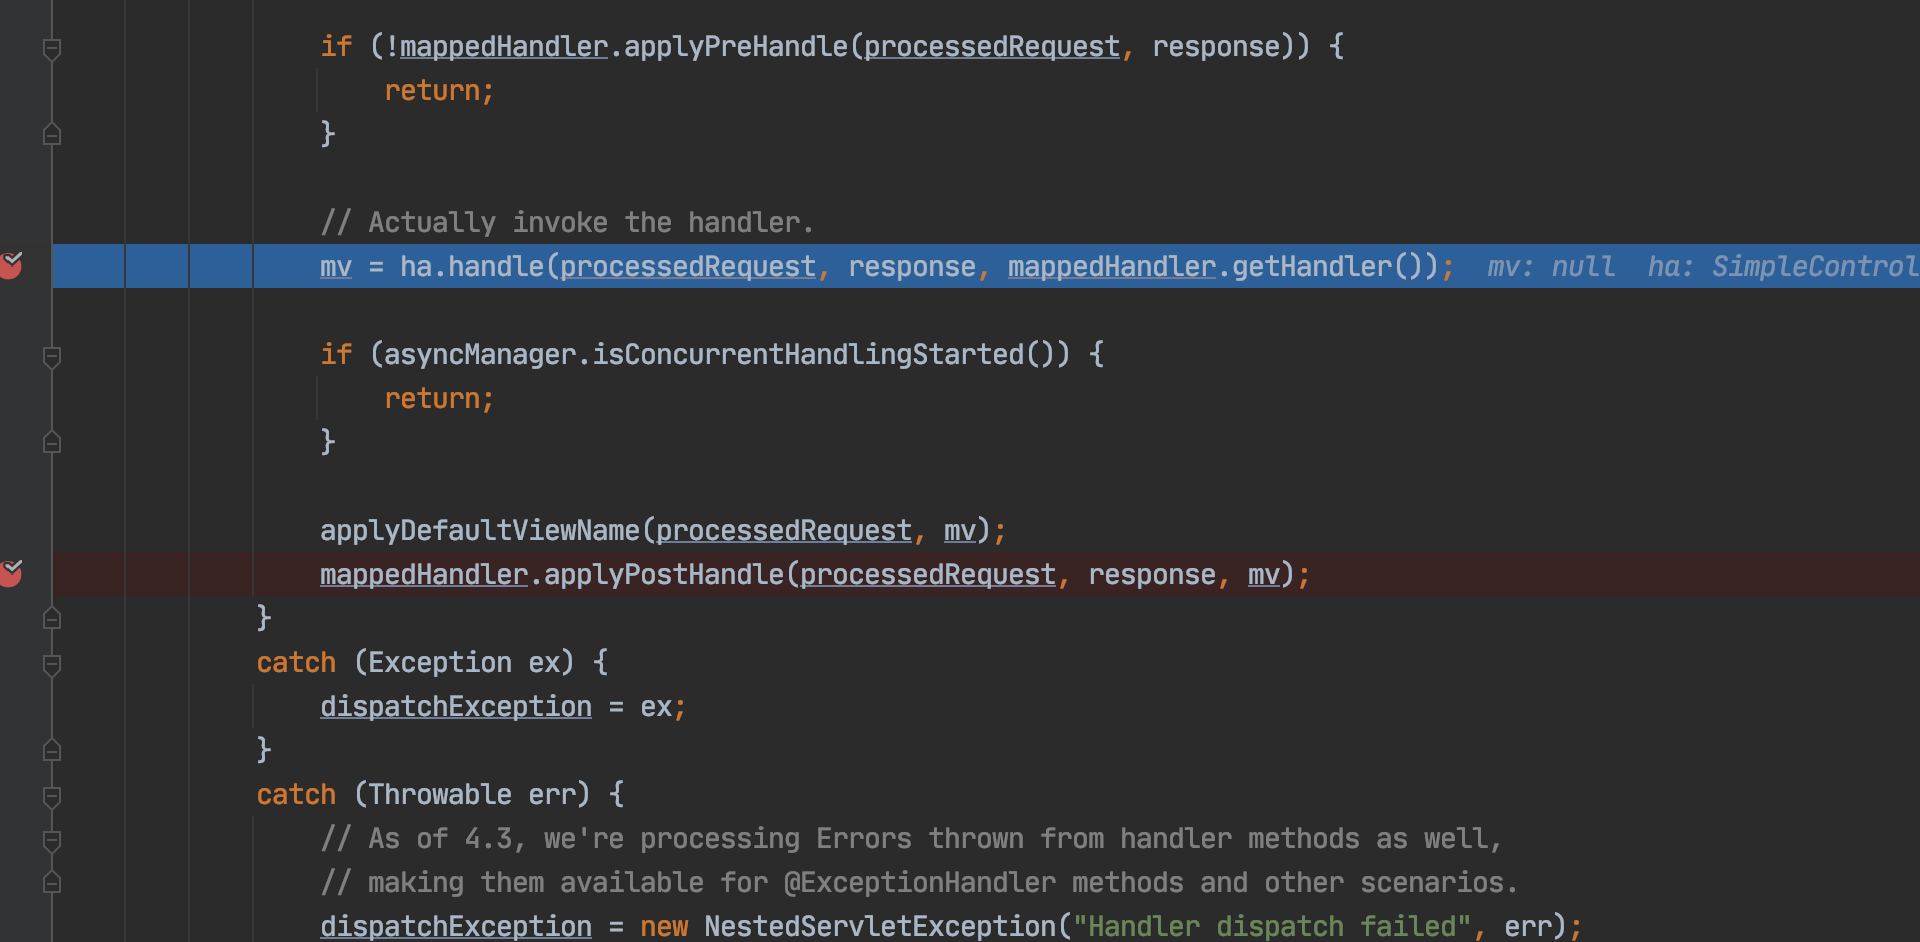 if (!mappedHandler.applyPreHandle(processedRequest, response)) {
return;
}
// Actually invoke the handler.
mv = ha.handle(processedRequest, response, mappedHandler.getHandler()); mv: null ha: SimpleControl
if (asyncManager.isConcurrentHandlingStarted()) {
return;
}
applyDefaultViewName(processedRequest, mv);
mappedHandler.applyPostHandle(processedRequest, response, mv);
}
catch (Exception ex) {
dispatchException = ex;
}
catch (Throwable err) {
// As of 4.3, we're processing Errors thrown from handler methods as well,
// making them available for @ExceptionHandler methods and other scenarios.
dispatchException = new NestedServletException("Handler dispatch failed", err);